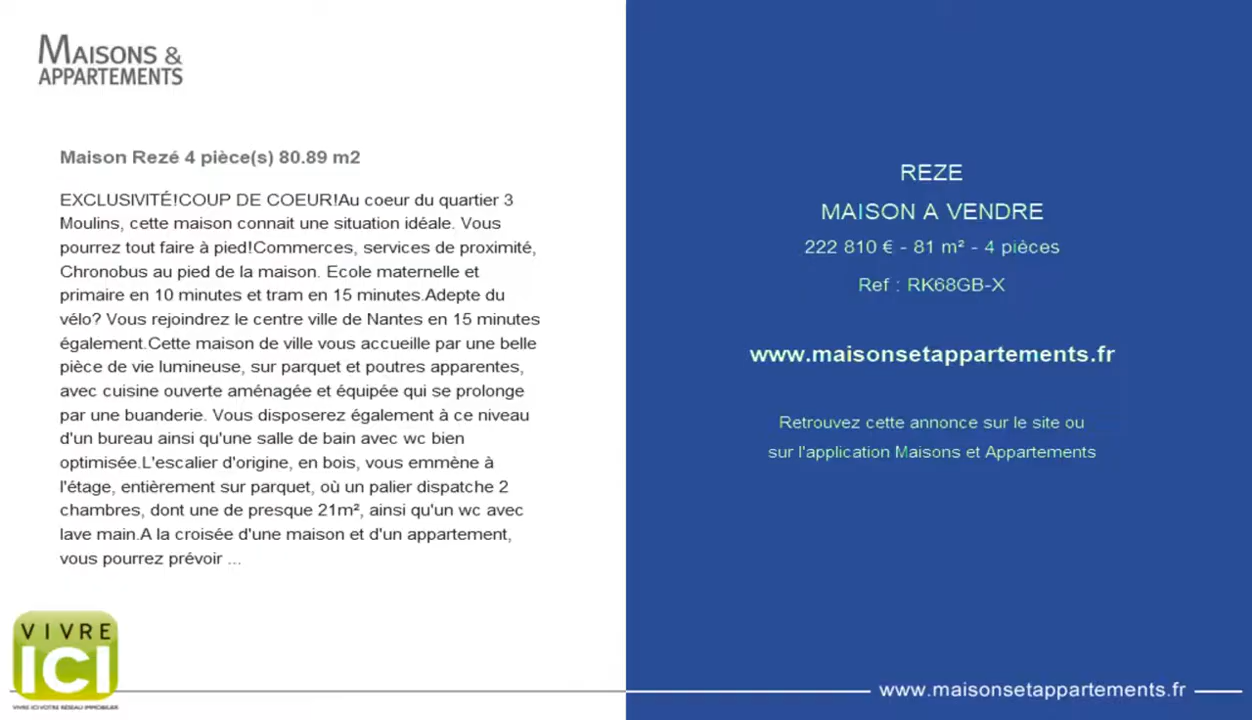 MAISONS &
APPARTEMENTS
Maison Rezé 4 pièce(s) 80.89 m2
EXCLUSIVITÉ!COUP DE COEUR!Au coeur du quartier 3
Moulins, cette maison connait une situation idéale. Vous
pourrez tout faire à pied!Commerces, services de proximité,
Chronobus au pied de la maison. Ecole maternelle et
primaire en 10 minutes et tram en 15 minutes.Adepte du
vélo? Vous rejoindrez le centre ville de Nantes en 15 minutes
également.Cette maison de ville vous accueille par une belle
pièce de vie lumineuse, sur parquet et poutres apparentes,
avec cuisine ouverte aménagée et équipée qui se prolonge
par une buanderie. Vous disposerez également à ce niveau
d'un bureau ainsi qu'une salle de bain avec wc bien
optimisée.L'escalier d'origine, en bois, vous emmène à
l'étage, entièrement sur parquet, où un palier dispatche 2
chambres, dont une de presque 21m², ainsi qu'un wc avec
lave main.A la croisée d'une maison et d'un appartement,
vous pourrez prévoir ...
REZE
MAISON A VENDRE
222 810 € - 81 m² - 4 pièces
Ref : RK68GB-X
www.maisonsetappartements.fr
Retrouvez cette annonce sur le site ou
sur l'application Maisons et Appartements
VIVRE
ICI
VIVRE ICI VOTRE RESEAU IMMOBILIER
www.maisonsetappartements.fr